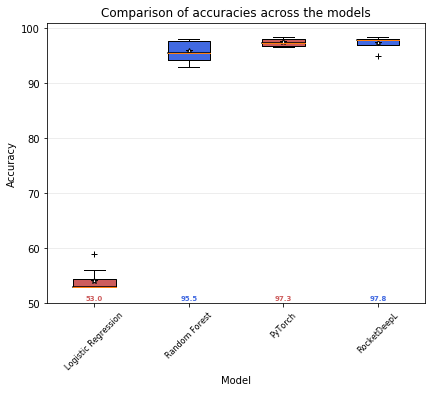 Comparison of accuracies across the models
100
90
80
70
60
50
Accuracy
53.0 95.5 97.3 97.8
Logistic Regression Random Forest PyTorch RocketDeepL
Model